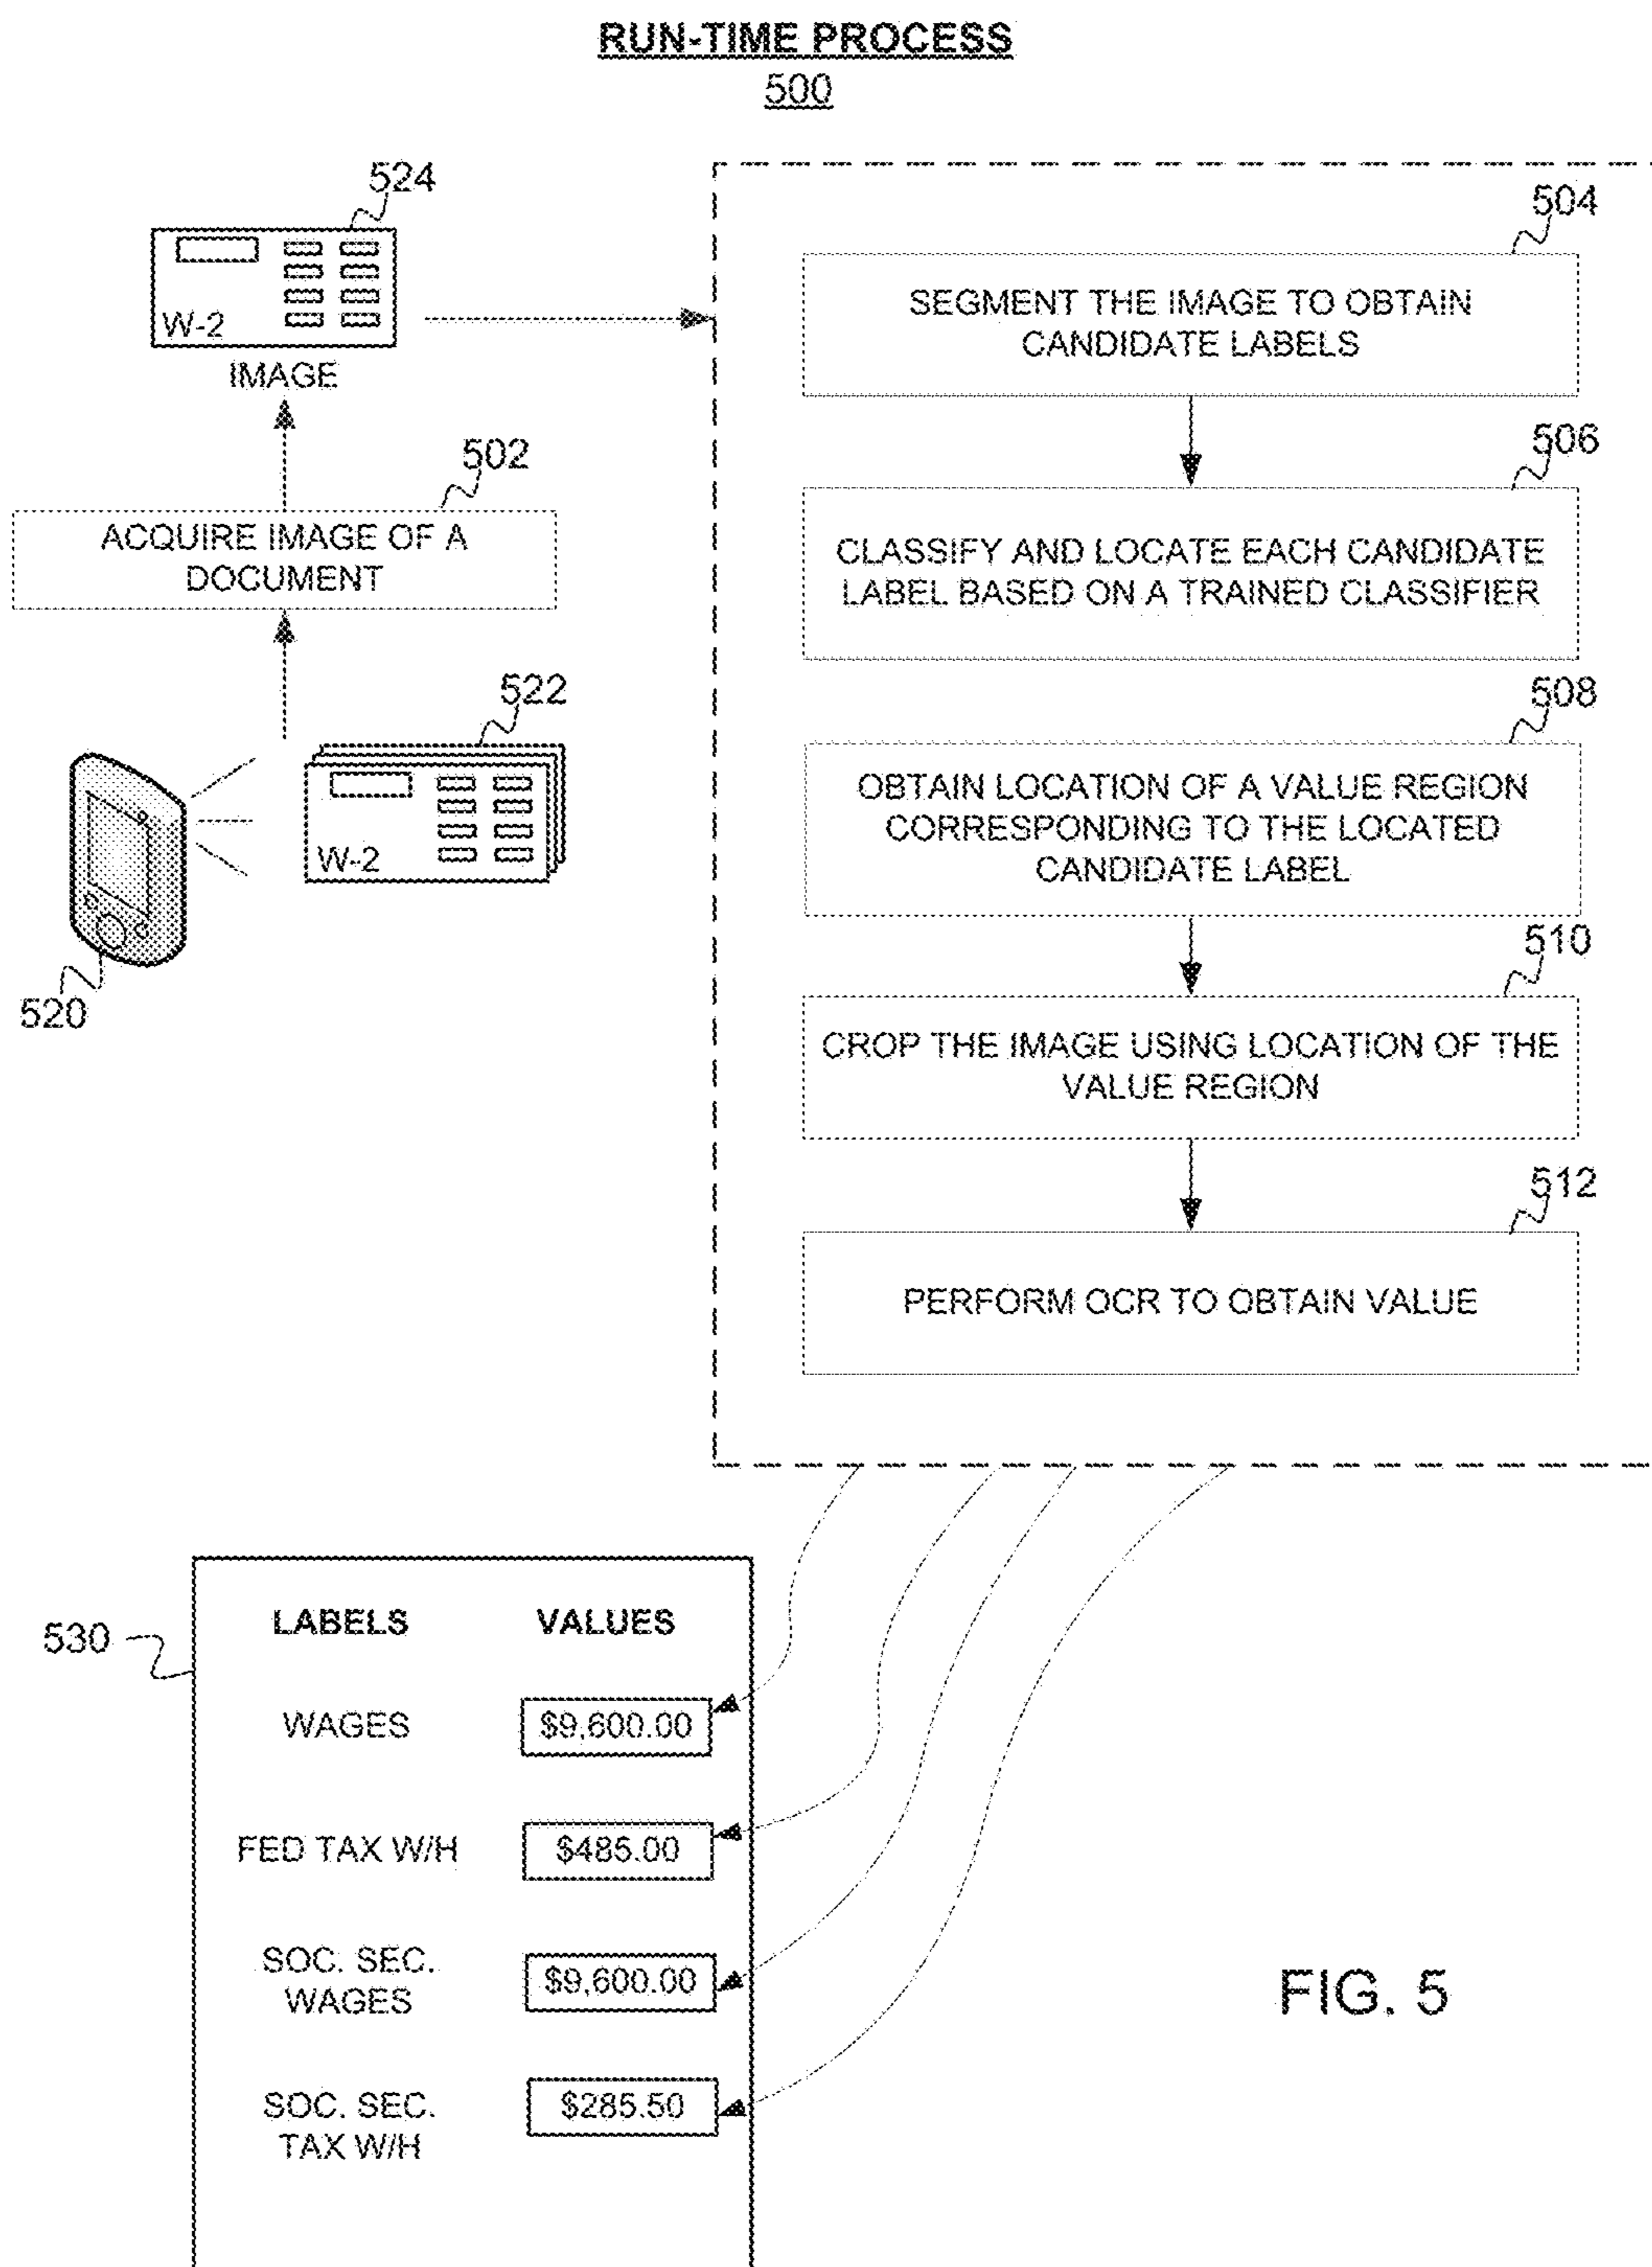 RUN-TIME PROCESS
500
524
W-2
IMAGE
502
ACQUIRE IMAGE OF A
DOCUMENT
522
W-2
520
504
SEGMENT THE IMAGE TO OBTAIN
CANDIDATE LABELS
506
CLASSIFY AND LOCATE EACH CANDIDATE
LABEL BASED ON A TRAINED CLASSIFIER
508
OBTAIN LOCATION OF A VALUE REGION
CORRESPONDING TO THE LOCATED
CANDIDATE LABEL
510
CROP THE IMAGE USING LOCATION OF THE
VALUE REGION
512
PERFORM OCR TO OBTAIN VALUE
530
LABELS VALUES
WAGES $9,600.00
FED TAX W/H $485.00
SOC. SEC.
WAGES $9,600.00
SOC. SEC.
TAX W/H $285.50
FIG. 5